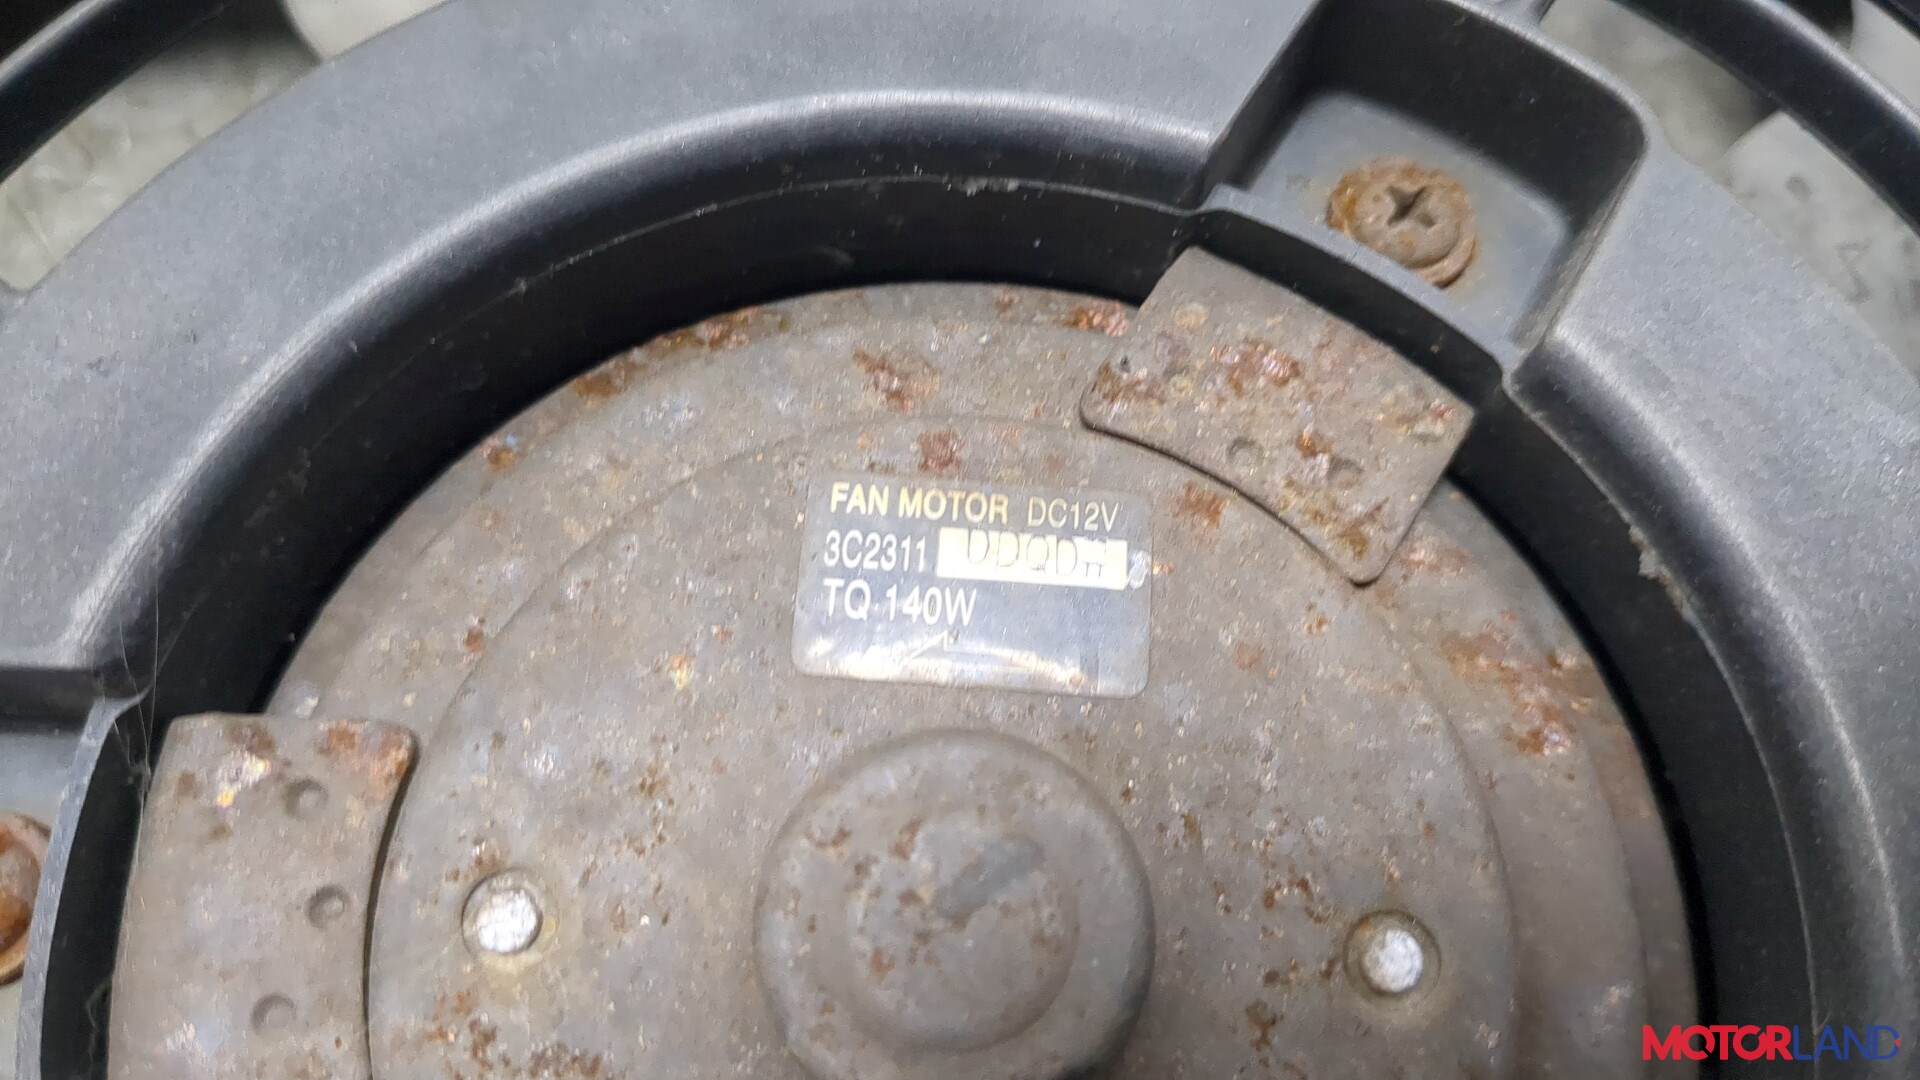 FAN MOTOR DC12V
3C2311
TQ 140W
MOTORLAND